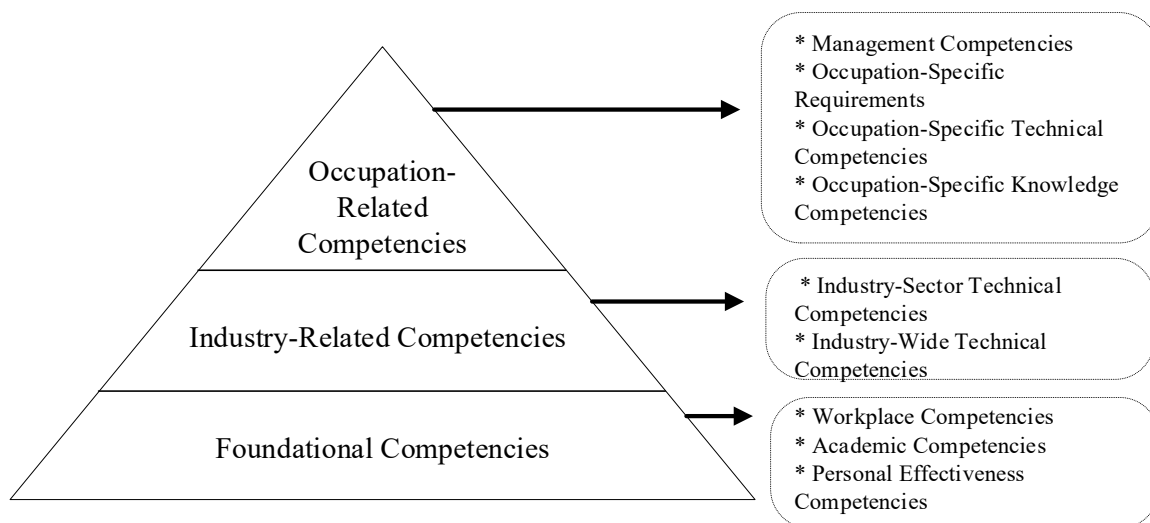 Occupation-
Related
Competencies
* Management Competencies
* Occupation-Specific
Requirements
* Occupation-Specific Technical
Competencies
* Occupation-Specific Knowledge
Competencies
Industry-Related Competencies
* Industry-Sector Technical
Competencies
* Industry-Wide Technical
Competencies
Foundational Competencies
* Workplace Competencies
* Academic Competencies
* Personal Effectiveness
Competencies